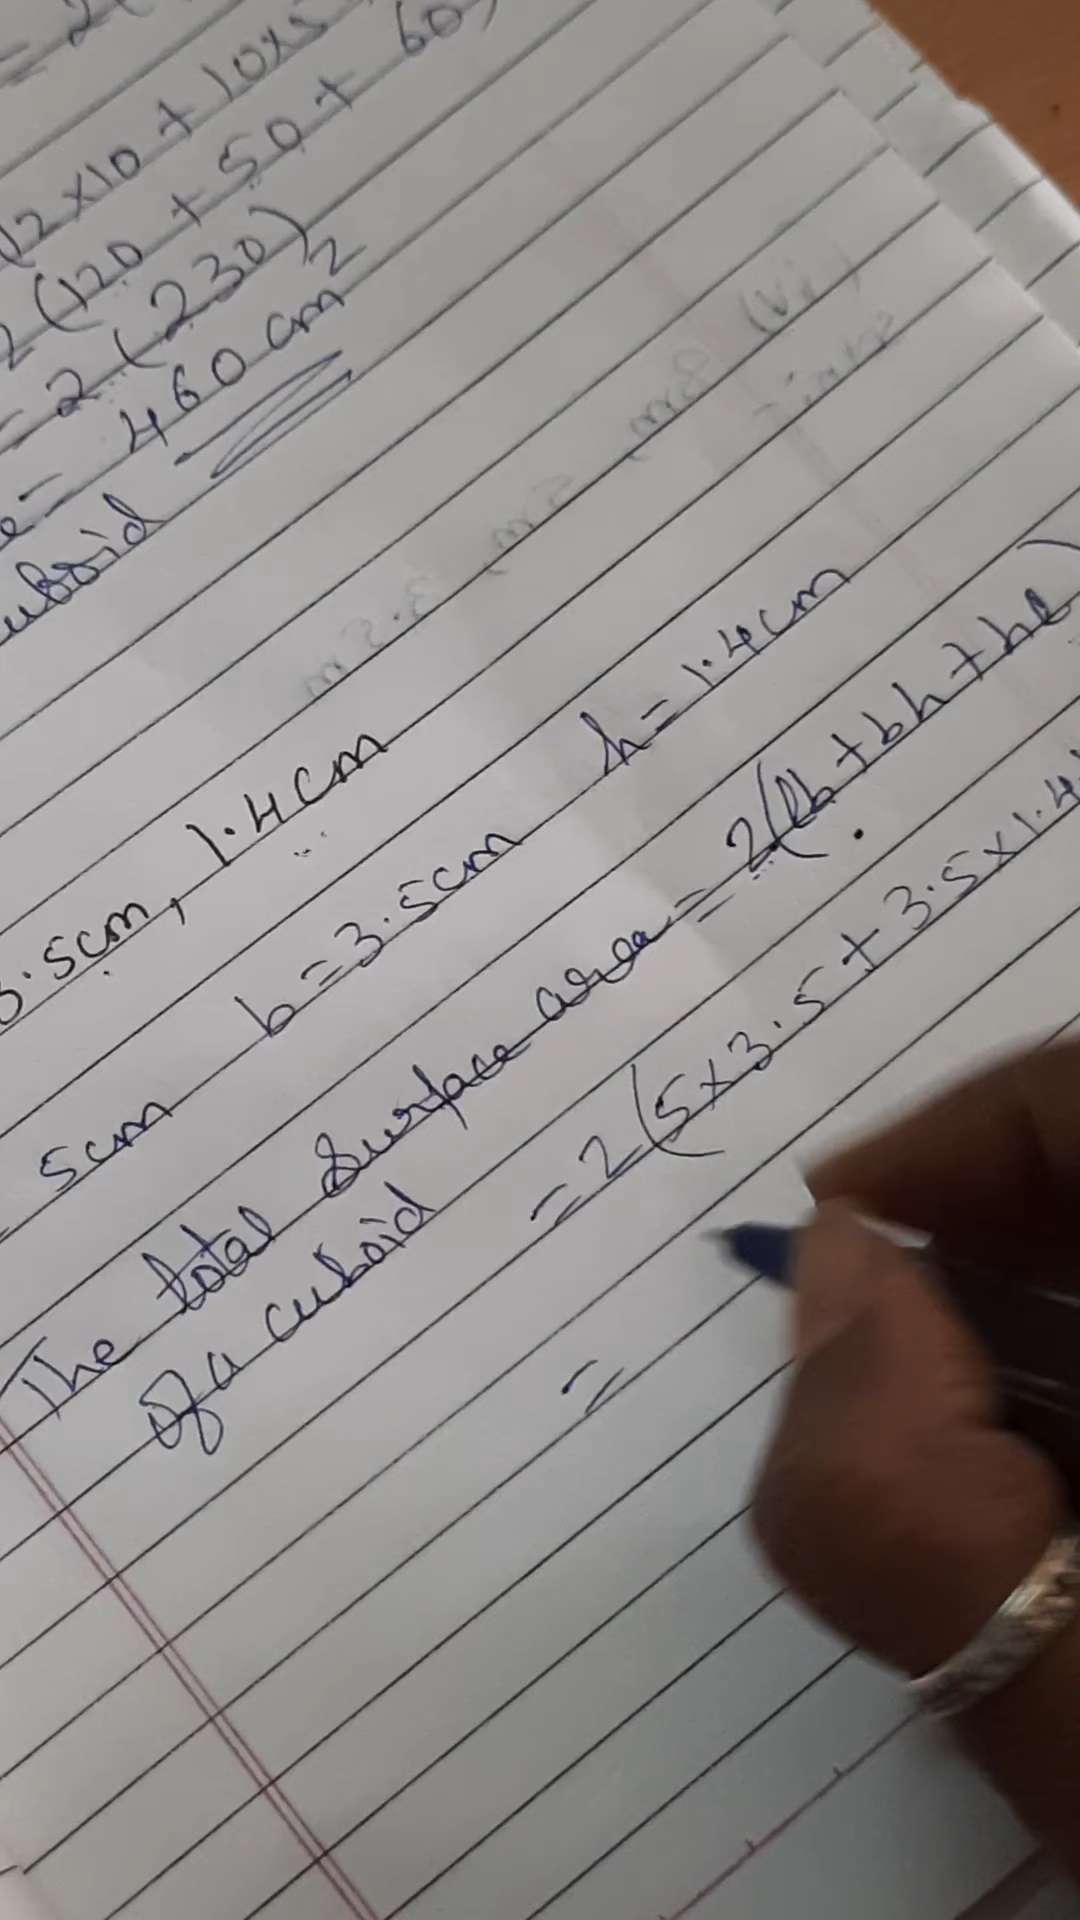 = 2(
(12×10 + 10×5
2(120 + 50 + 60)
= 2(230)
= 460 cm²
uboid
3.5cm, 1.4cm
5cm b=3.5cm h=1.4cm
The total surface area = 2(lb+bh+hl)
of a cuboid = 2(5×3.5+3.5×1.4
=